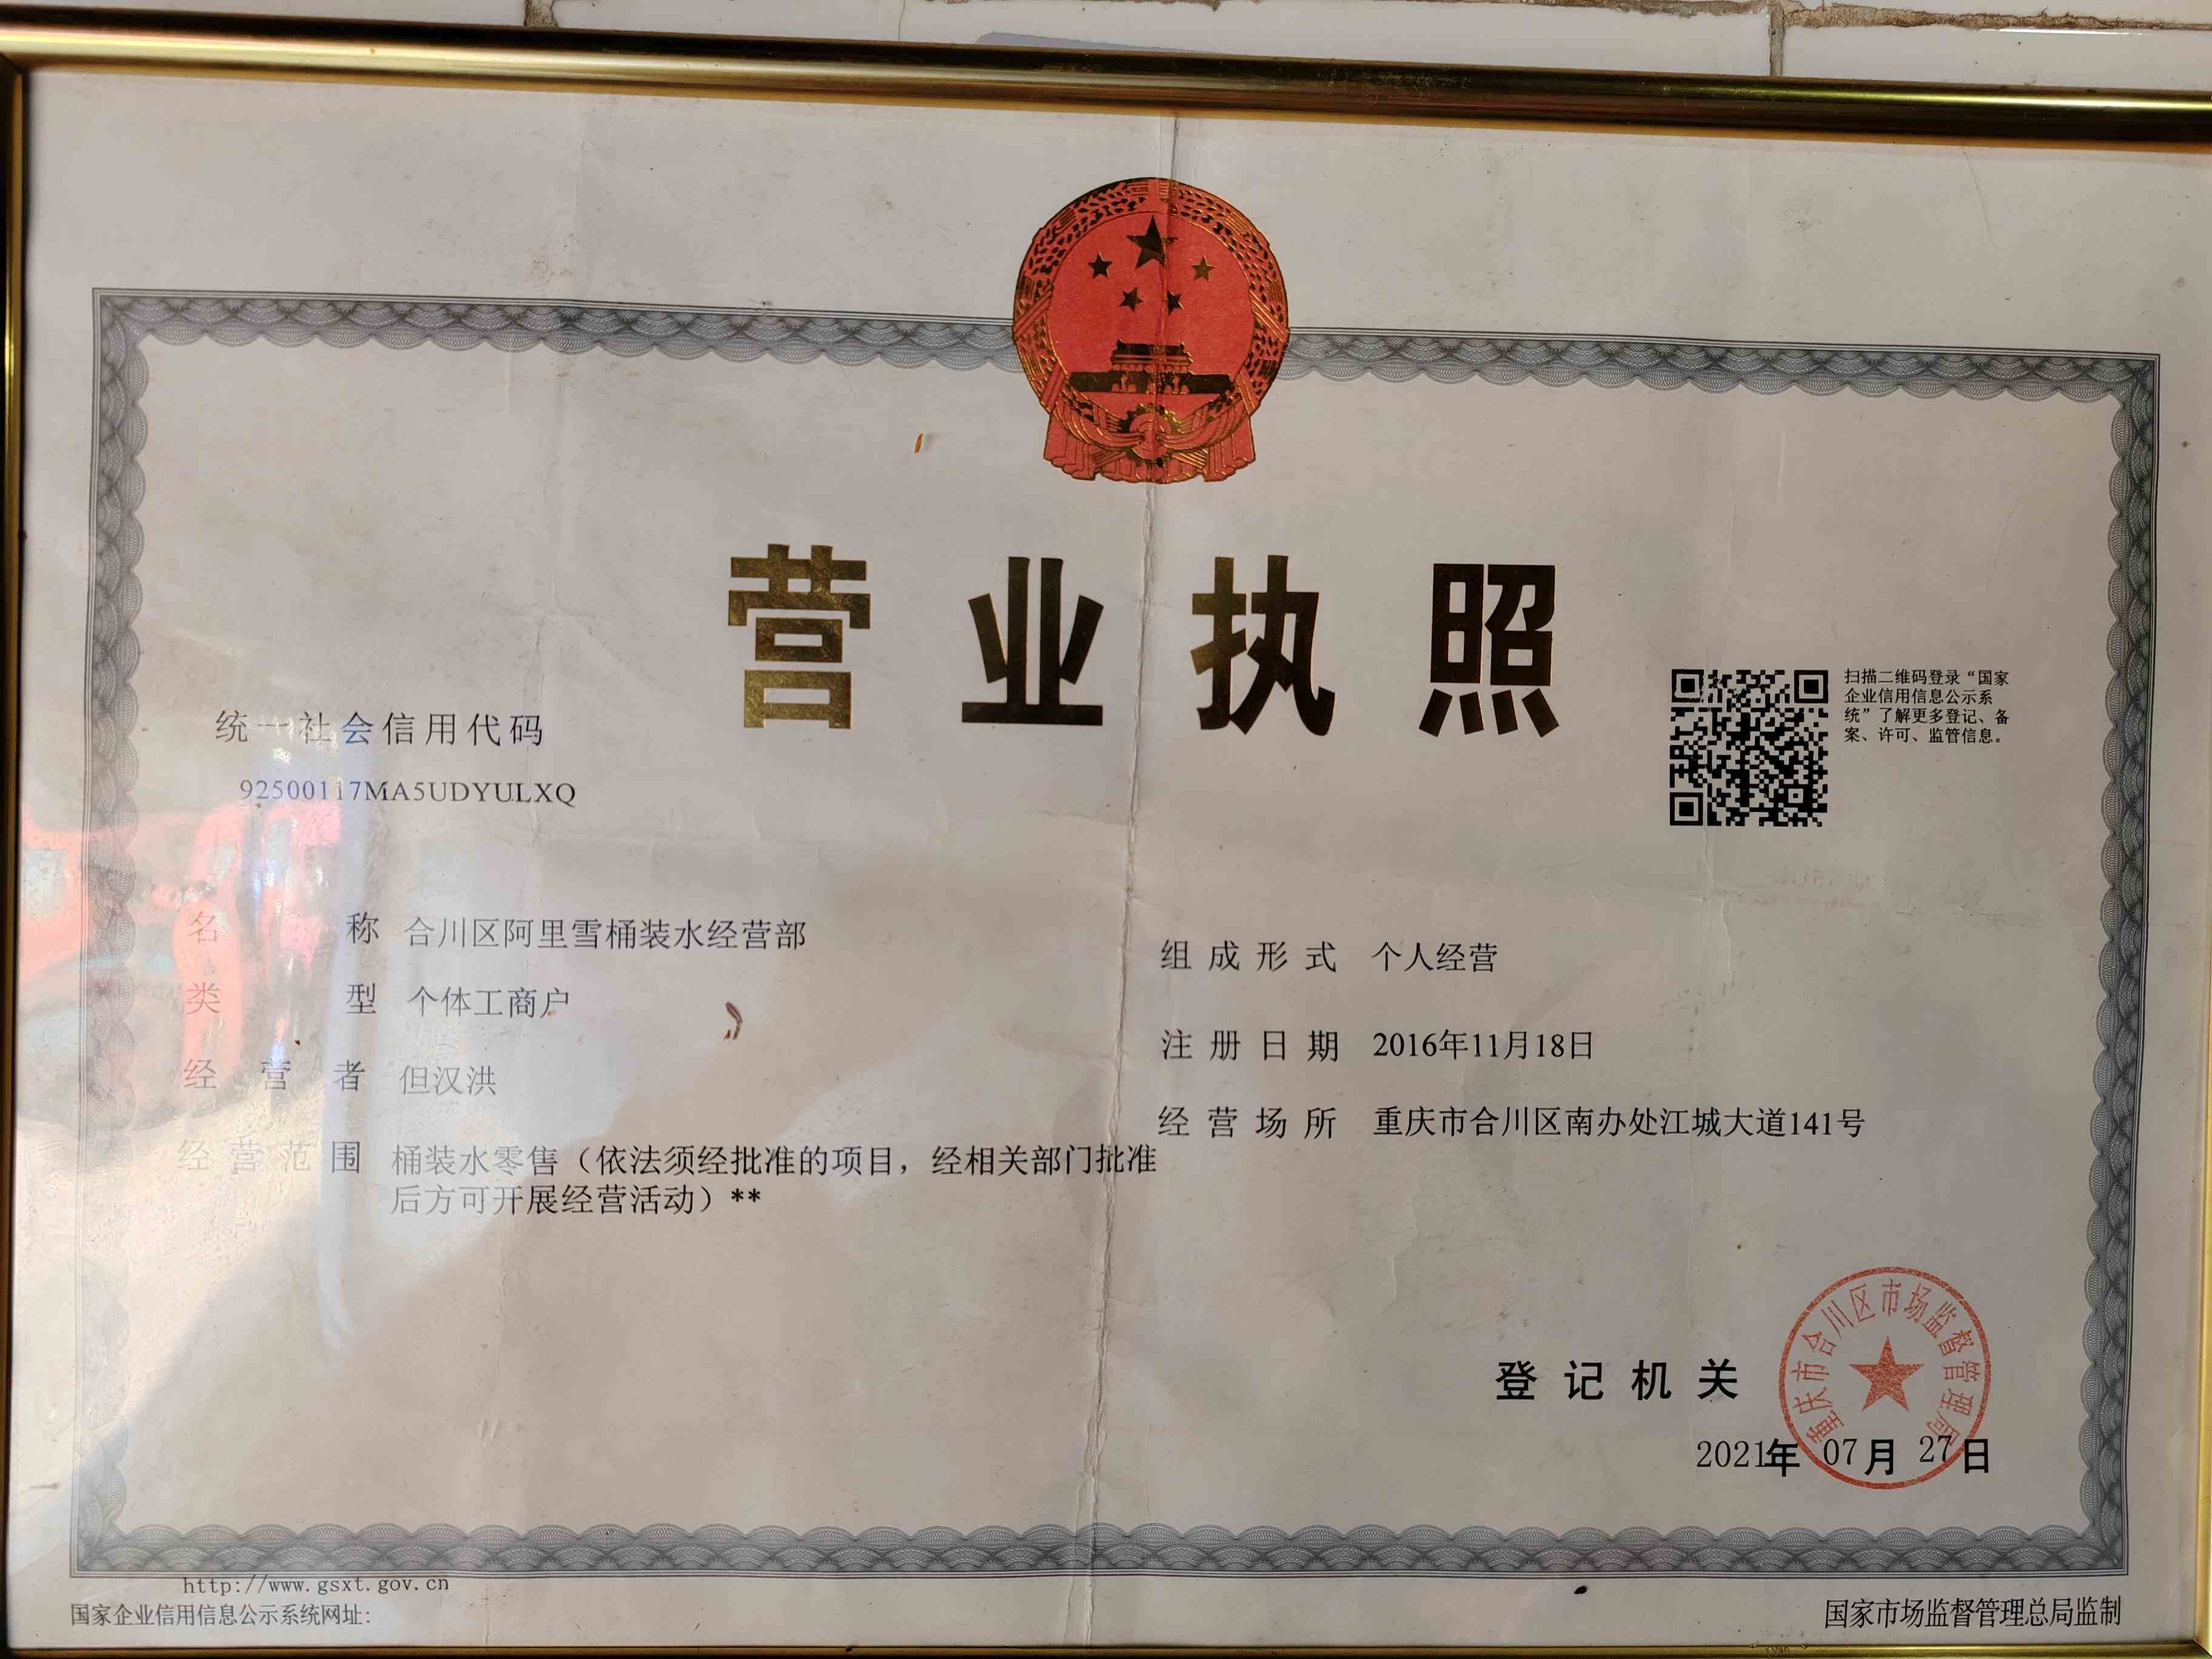 营业执照
扫描二维码登录“国家
企业信用信息公示系
统”了解更多登记、备
案、许可、监管信息。
统一社会信用代码
92500117MA5UDYULXQ
名称 合川区阿里雪桶装水经营部
类型 个体工商户
经营者 但汉洪
经营范围 桶装水零售（依法须经批准的项目，经相关部门批准
后方可开展经营活动）**
组成形式 个人经营
注册日期 2016年11月18日
经营场所 重庆市合川区南办处江城大道141号
重庆市合川区市场监督管理局
登记机关
2021年07月27日
http://www.gsxt.gov.cn
国家企业信用信息公示系统网址:
国家市场监督管理总局监制